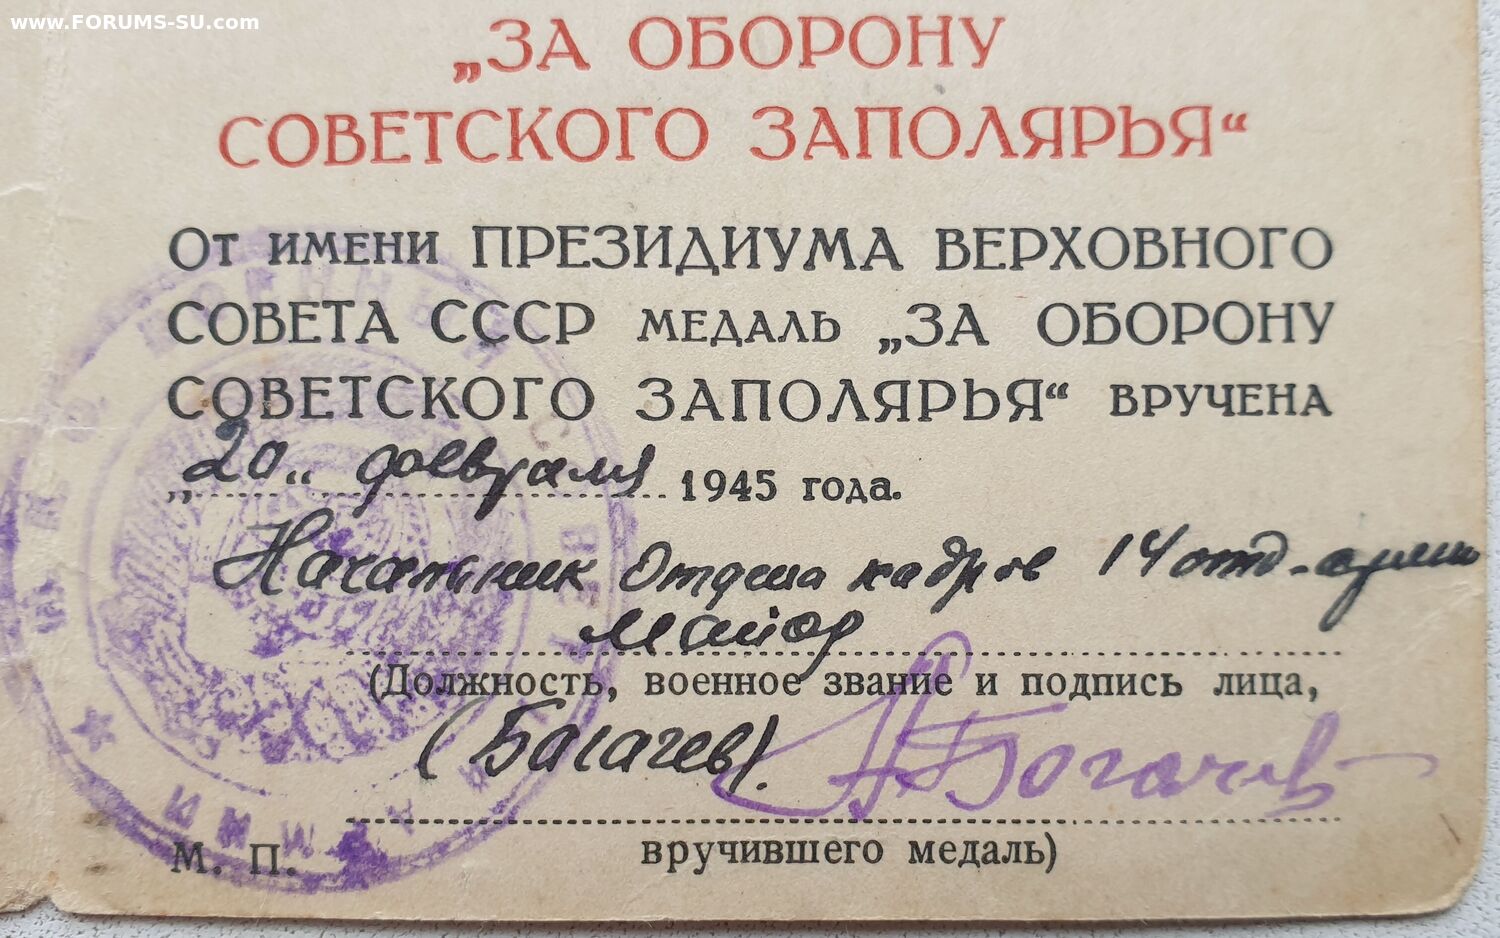 www.FORUMS-SU.com
„ЗА ОБОРОНУ
СОВЕТСКОГО ЗАПОЛЯРЬЯ“
От имени ПРЕЗИДИУМА ВЕРХОВНОГО
СОВЕТА СССР медаль „ЗА ОБОРОНУ
СОВЕТСКОГО ЗАПОЛЯРЬЯ“ вручена
„20“ февраля 1945 года.
Начальник Отдела кадров 14 отд. армии
майор
(Должность, военное звание и подпись лица,
(Багачев). Богачев
М. П. вручившего медаль)